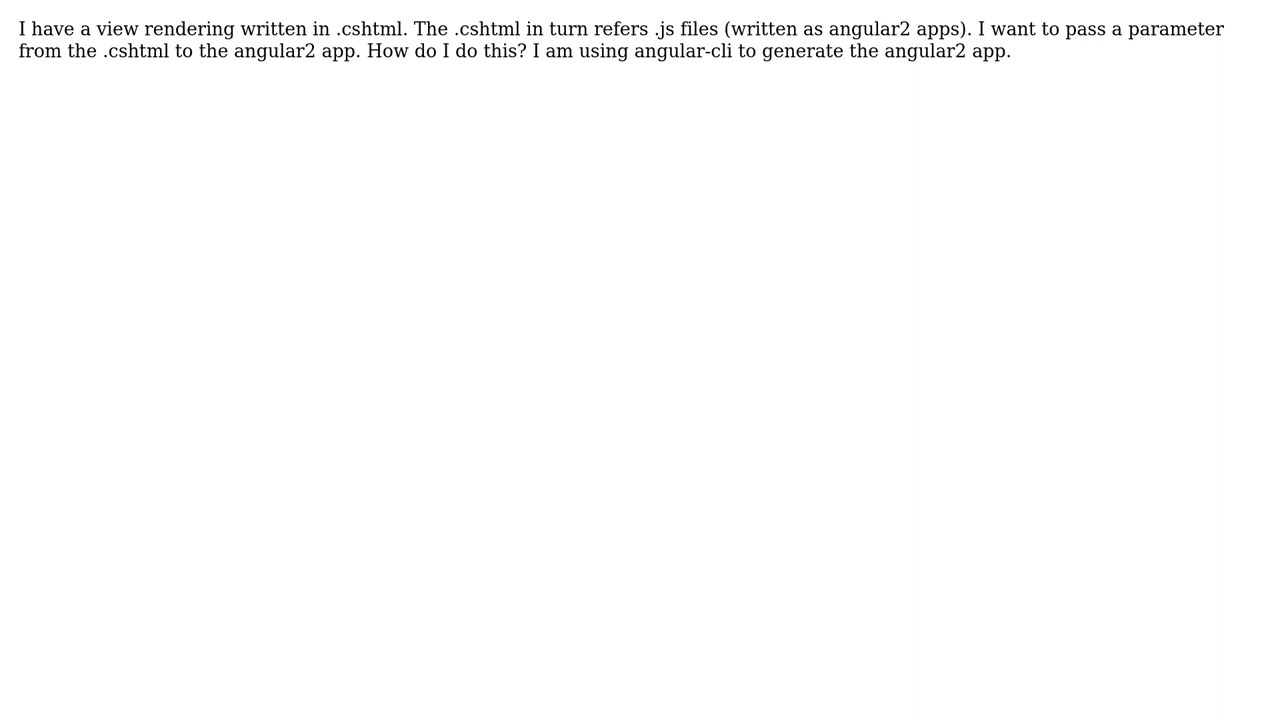 I have a view rendering written in .cshtml. The .cshtml in turn refers .js files (written as angular2 apps). I want to pass a parameter
from the .cshtml to the angular2 app. How do I do this? I am using angular-cli to generate the angular2 app.